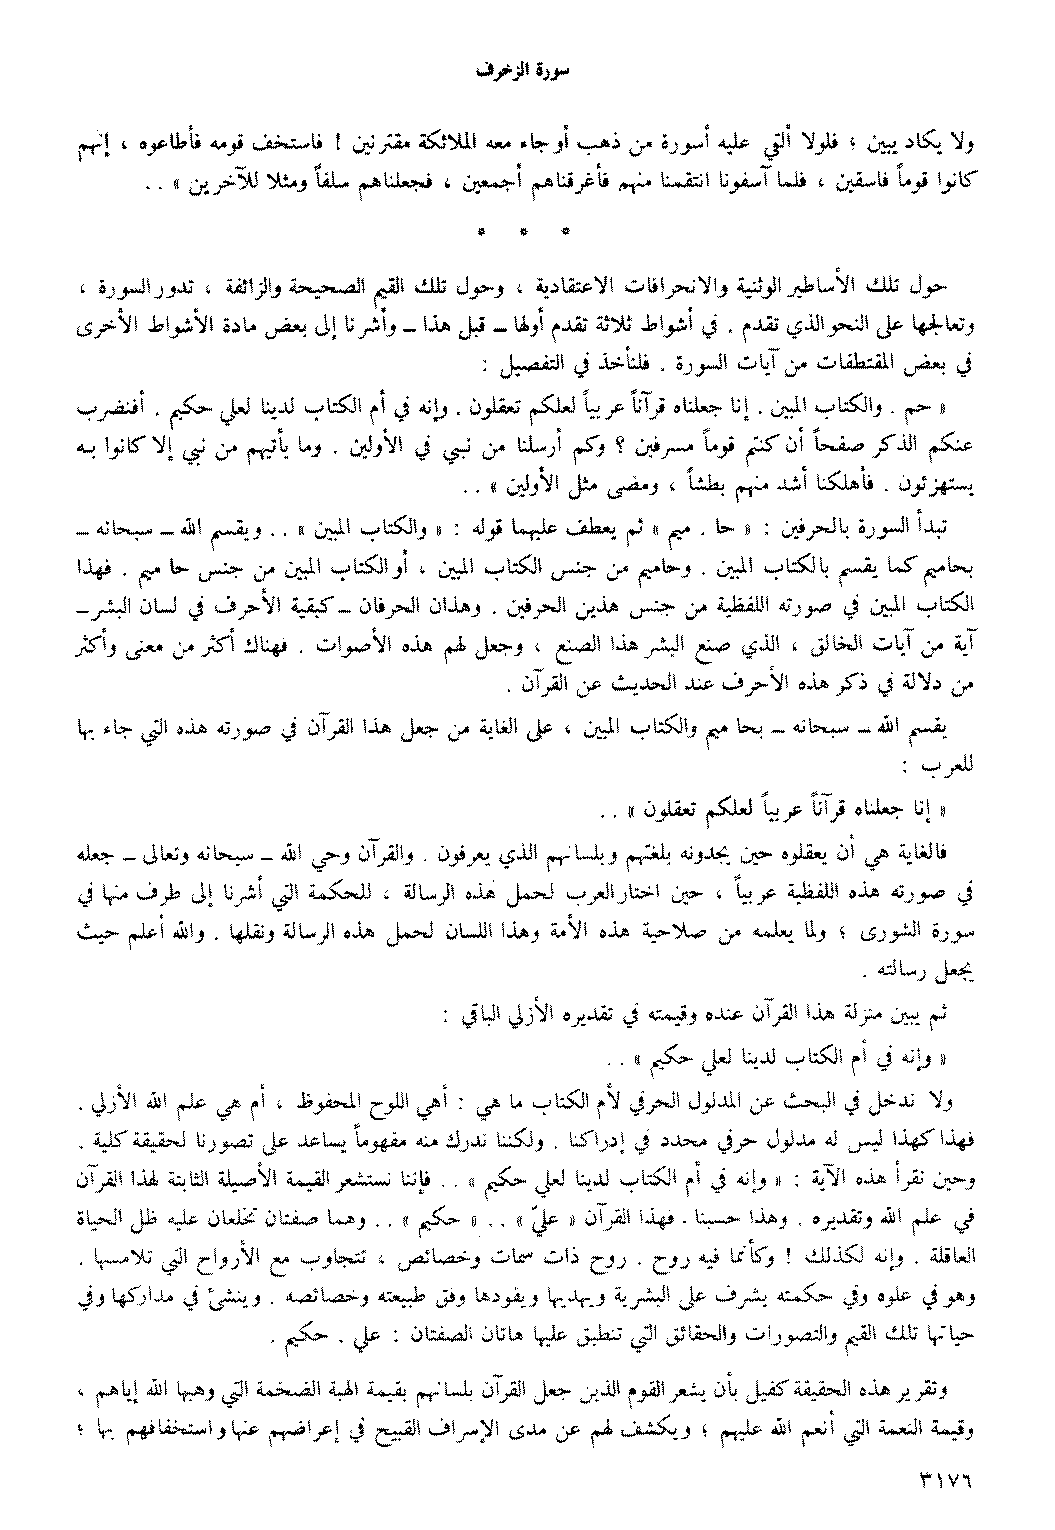 سورة الزخرف
ولا يكاد يبين ؛ فلولا ألقي عليه أسورة من ذهب أو جاء معه الملائكة مقترنين ! فاستخف قومه فأطاعوه ، إنهم
كانوا قوماً فاسقين ، فلما آسفونا انتقمنا منهم فأغرقناهم أجمعين ، فجعلناهم سلفاً ومثلا للآخرين » . .
* * *
حول تلك الأساطير الوثنية والانحرافات الاعتقادية ، وحول تلك القيم الصحيحة والزائفة ، تدور السورة ،
وتعالجها على النحو الذي تقدم . في أشواط ثلاثة تقدم أولها – قبل هذا – وأشرنا إلى بعض مادة الأشواط الأخرى
في بعض المقتطفات من آيات السورة . فلنأخذ في التفصيل :
« حم . والكتاب المبين . إنا جعلناه قرآناً عربياً لعلكم تعقلون . وإنه في أم الكتاب لدينا لعلي حكيم . أفنضرب
عنكم الذكر صفحاً أن كنتم قوماً مسرفين ؟ وكم أرسلنا من نبي في الأولين . وما يأتيهم من نبي إلا كانوا به
يستهزئون . فأهلكنا أشد منهم بطشاً ، ومضى مثل الأولين » . .
تبدأ السورة بالحرفين : « حا . ميم » ثم يعطف عليهما قوله : « والكتاب المبين » . . ويقسم الله – سبحانه –
بحاميم كما يقسم بالكتاب المبين . وحاميم من جنس الكتاب المبين ، أو الكتاب المبين من جنس حا ميم . فهذا
الكتاب المبين في صورته اللفظية من جنس هذين الحرفين . وهذان الحرفان – كبقية الأحرف في لسان البشر –
آية من آيات الخالق ، الذي صنع البشر هذا الصنع ، وجعل لهم هذه الأصوات . فهناك أكثر من معنى وأكثر
من دلالة في ذكر هذه الأحرف عند الحديث عن القرآن .
يقسم الله – سبحانه – بحا ميم والكتاب المبين ، على الغاية من جعل هذا القرآن في صورته هذه التي جاء بها
للعرب :
« إنا جعلناه قرآناً عربياً لعلكم تعقلون » . .
فالغاية هي أن يعقلوه حين يجدونه بلغتهم وبلسانهم الذي يعرفون . والقرآن وحي الله – سبحانه وتعالى – جعله
في صورته هذه اللفظية عربياً ، حين اختار العرب لحمل هذه الرسالة ، للحكمة التي أشرنا إلى طرف منها في
سورة الشورى ؛ ولما يعلمه من صلاحية هذه الأمة وهذا اللسان لحمل هذه الرسالة ونقلها . والله أعلم حيث
يجعل رسالته .
ثم يبين منزلة هذا القرآن عنده وقيمته في تقديره الأزلي الباقي :
« وإنه في أم الكتاب لدينا لعلي حكيم » . .
ولا ندخل في البحث عن المدلول الحرفي لأم الكتاب ما هي : أهي اللوح المحفوظ ، أم هي علم الله الأزلي .
فهذا كهذا ليس له مدلول حرفي محدد في إدراكنا . ولكننا ندرك منه مفهوماً يساعد على تصورنا لحقيقة كلية .
وحين نقرأ هذه الآية : « وإنه في أم الكتاب لدينا لعلي حكيم » . . فإننا نستشعر القيمة الأصيلة الثابتة لهذا القرآن
في علم الله وتقديره . وهذا حسبنا . فهذا القرآن « عليّ » . . « حكيم » . . وهما صفتان تخلعان عليه ظل الحياة
العاقلة . وإنه لكذلك ! وكأنما فيه روح . روح ذات سمات وخصائص ، تتجاوب مع الأرواح التي تلامسها .
وهو في علوه وفي حكمته يشرف على البشرية ويهديها ويقودها وفق طبيعته وخصائصه . وينشئ في مداركها وفي
حياتها تلك القيم والتصورات والحقائق التي تنطبق عليها هاتان الصفتان : علي . حكيم .
وتقرير هذه الحقيقة كفيل بأن يشعر القوم الذين جعل القرآن بلسانهم بقيمة الهبة الضخمة التي وهبها الله إياهم ،
وقيمة النعمة التي أنعم الله عليهم ؛ ويكشف لهم عن مدى الإسراف القبيح في إعراضهم عنها واستخفافهم بها ؛
٣١٧٦